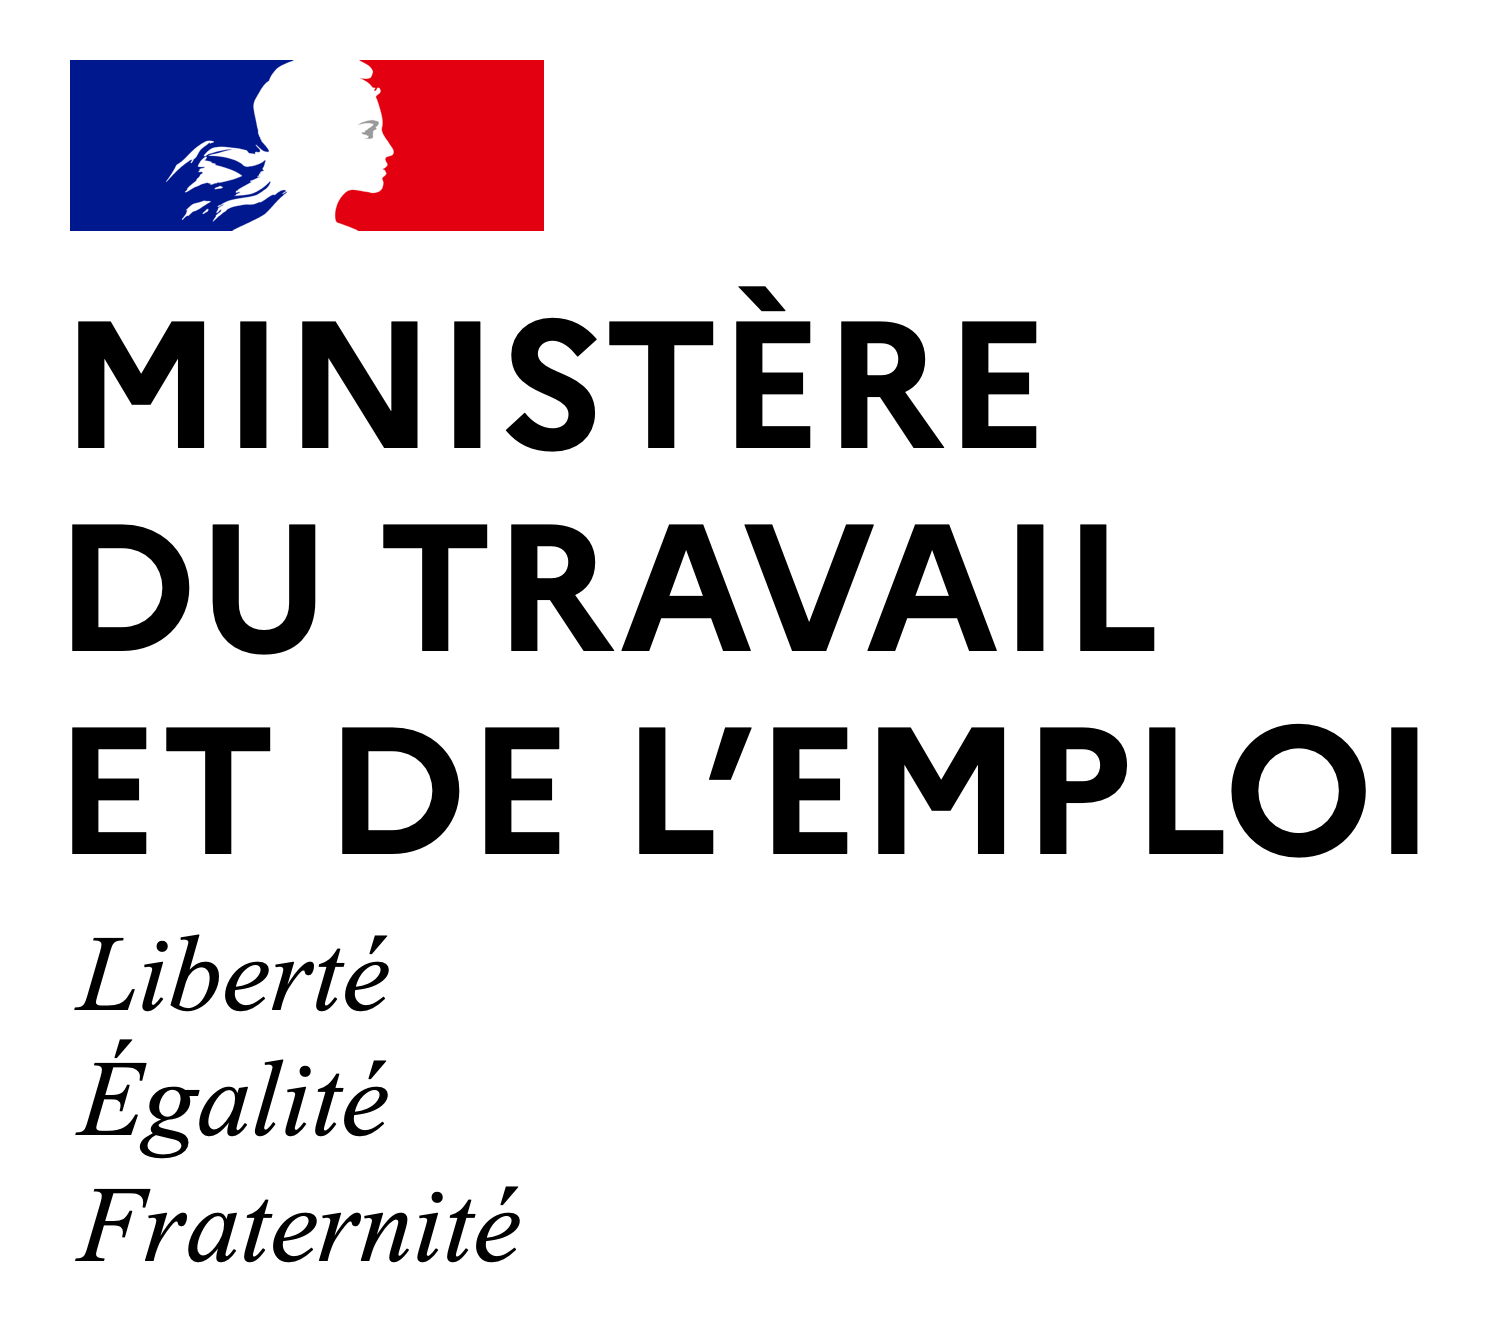 MINISTÈRE
DU TRAVAIL
ET DE L’EMPLOI
Liberté
Égalité
Fraternité